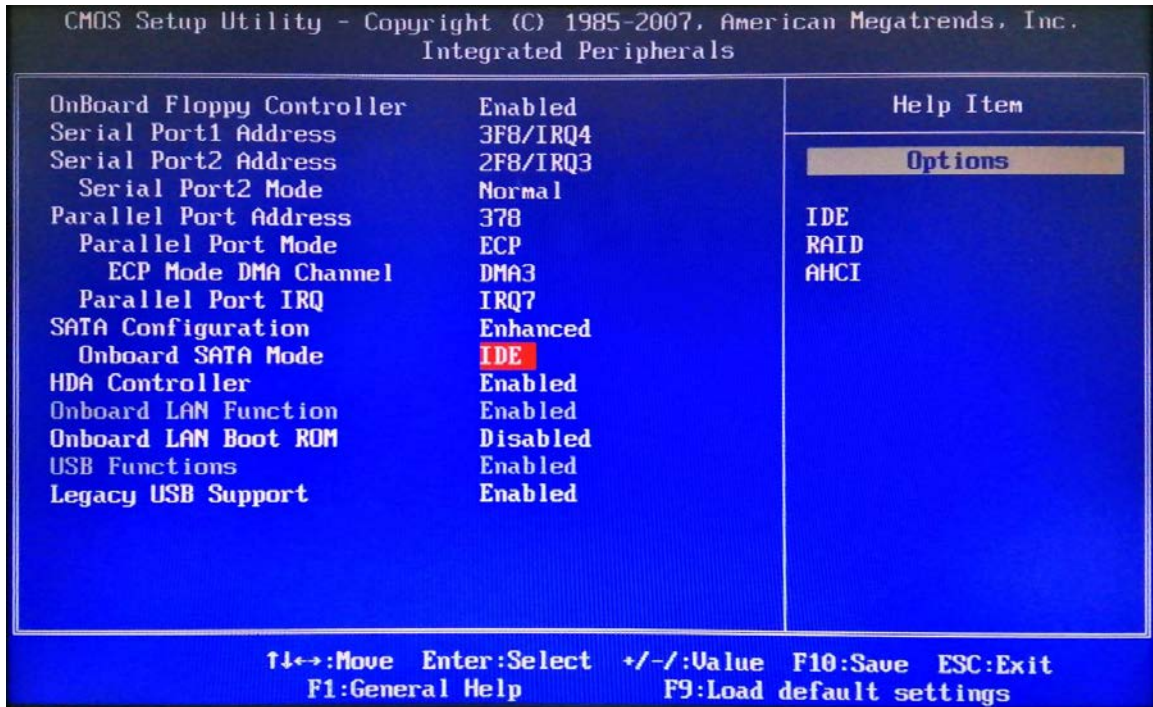 CMOS Setup Utility - Copyright (C) 1985-2007, American Megatrends, Inc.
Integrated Peripherals
OnBoard Floppy Controller Enabled
Serial Port1 Address 3F8/IRQ4
Serial Port2 Address 2F8/IRQ3
Serial Port2 Mode Normal
Parallel Port Address 378
Parallel Port Mode ECP
ECP Mode DMA Channel DMA3
Parallel Port IRQ IRQ7
SATA Configuration Enhanced
Onboard SATA Mode IDE
HDA Controller Enabled
Onboard LAN Function Enabled
Onboard LAN Boot ROM Disabled
USB Functions Enabled
Legacy USB Support Enabled
Help Item
Options
IDE
RAID
AHCI
↑↓←→:Move Enter:Select +/-/:Value F10:Save ESC:Exit
F1:General Help F9:Load default settings